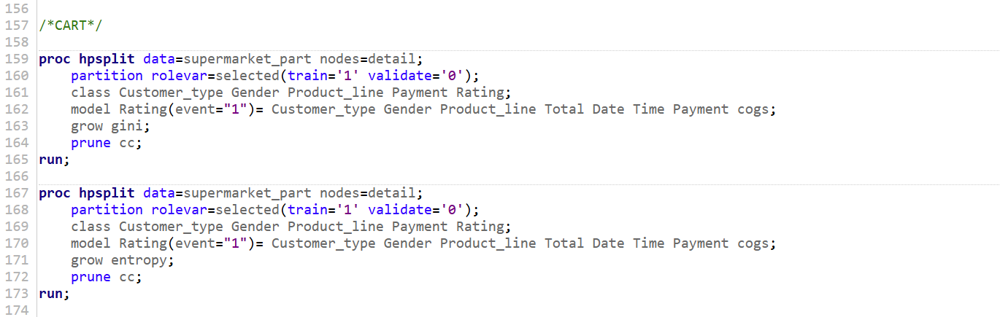 156
157 /*CART*/
158
159 proc hpsplit data=supermarket_part nodes=detail;
160     partition rolevar=selected(train='1' validate='0');
161     class Customer_type Gender Product_line Payment Rating;
162     model Rating(event="1")= Customer_type Gender Product_line Total Date Time Payment cogs;
163     grow gini;
164     prune cc;
165 run;
166
167 proc hpsplit data=supermarket_part nodes=detail;
168     partition rolevar=selected(train='1' validate='0');
169     class Customer_type Gender Product_line Payment Rating;
170     model Rating(event="1")= Customer_type Gender Product_line Total Date Time Payment cogs;
171     grow entropy;
172     prune cc;
173 run;
174